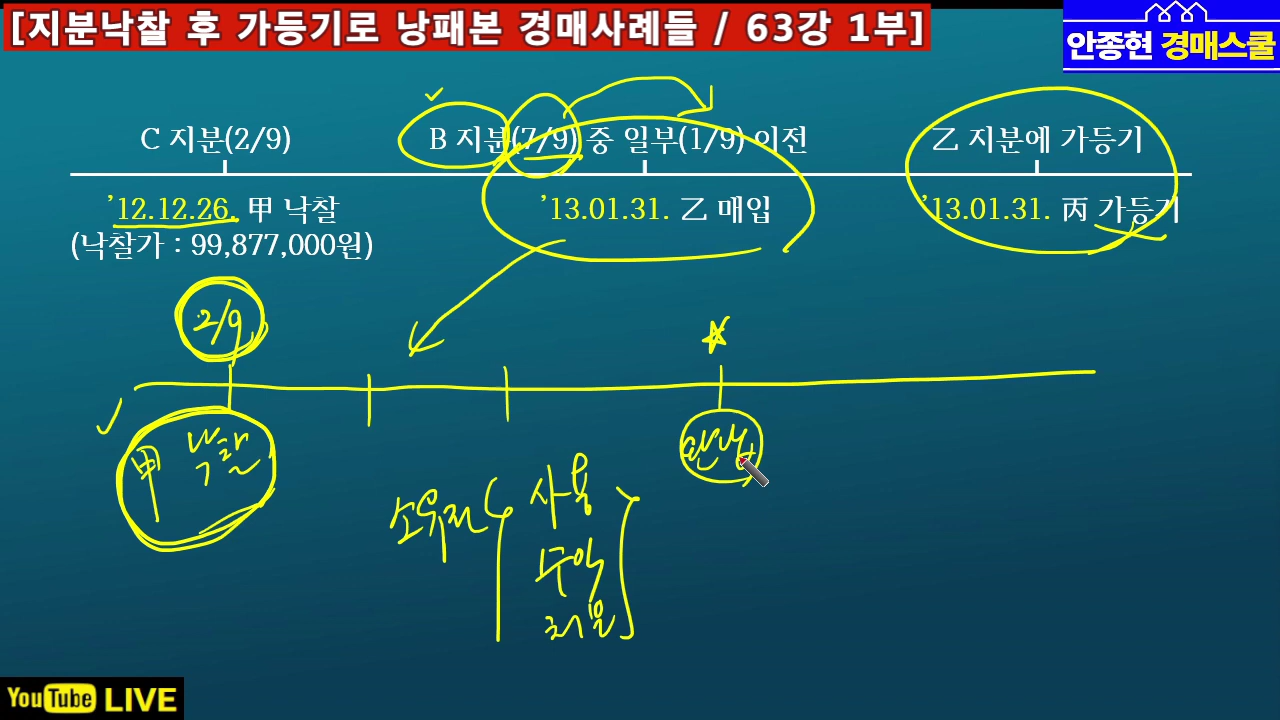 [지분낙찰 후 가등기로 낭패본 경매사례들 / 63강 1부]
안종현 경매스쿨
C 지분(2/9)
B 지분(7/9) 중 일부(1/9) 이전
乙 지분에 가등기
'12.12.26. 甲 낙찰
'13.01.31. 乙 매입
'13.01.31. 丙 가등기
(낙찰가 : 99,877,000원)
2/9
甲 낙찰
완납
소유권
사용
수익
처분
YouTube LIVE